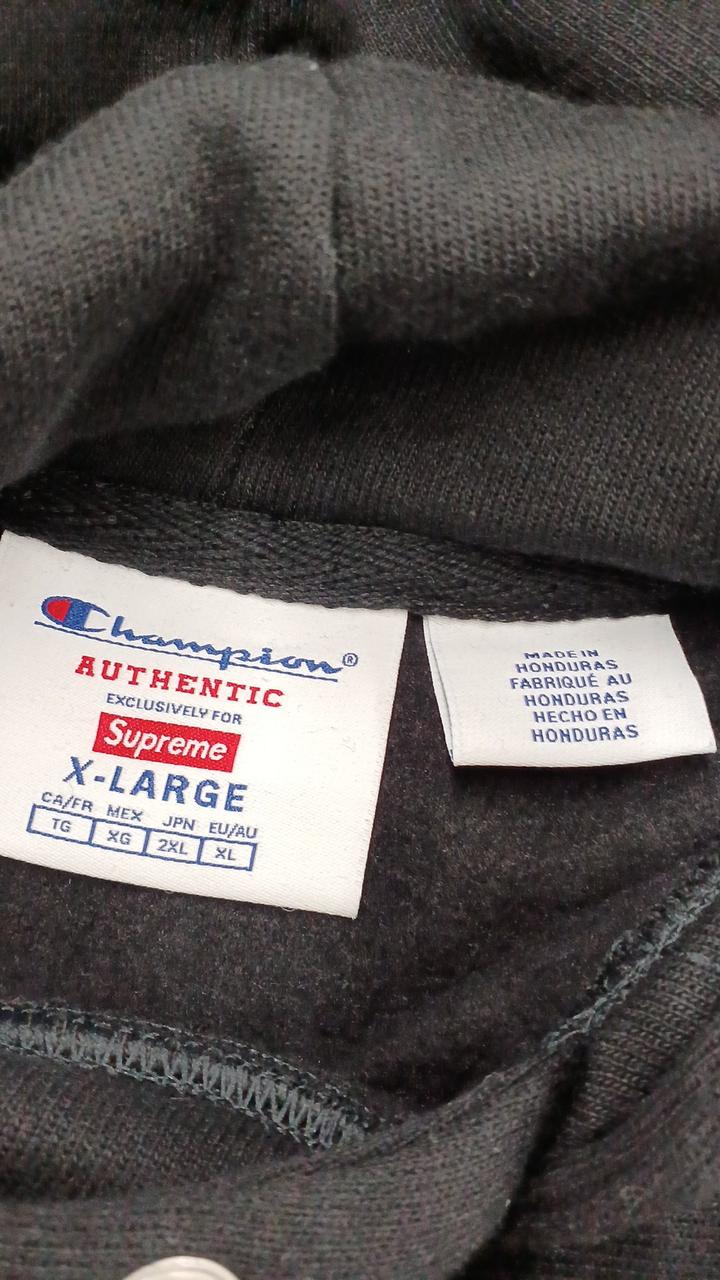 Champion®
AUTHENTIC
EXCLUSIVELY FOR
Supreme
X-LARGE
CA/FR MEX JPN EU/AU
TG XG 2XL XL
MADE IN
HONDURAS
FABRIQUÉ AU
HONDURAS
HECHO EN
HONDURAS